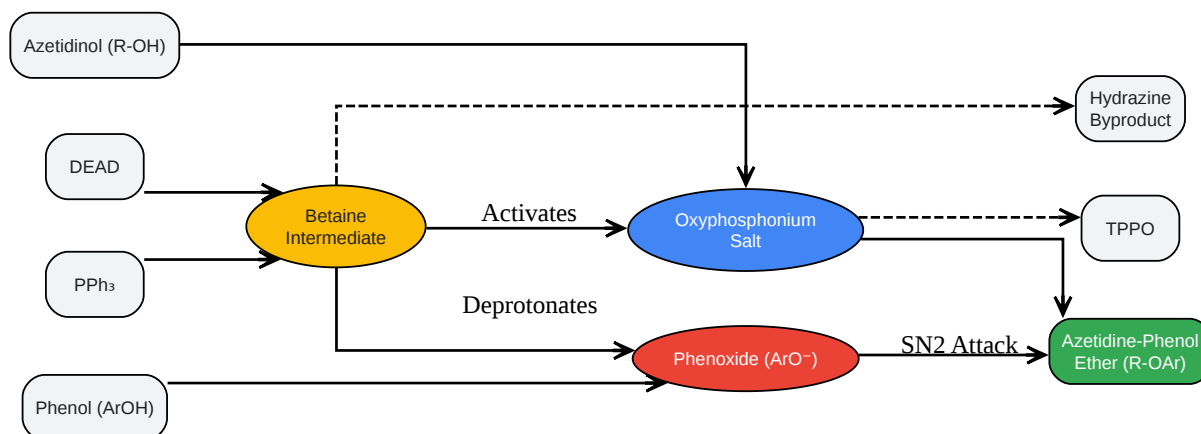 Azetidinol (R-OH)
Hydrazine
Byproduct
DEAD
Betaine
Intermediate
Activates
Oxyphosphonium
Salt
TPPO
PPh₃
Deprotonates
Phenoxide (ArO⁻)
SN2 Attack
Azetidine-Phenol
Ether (R-OAr)
Phenol (ArOH)